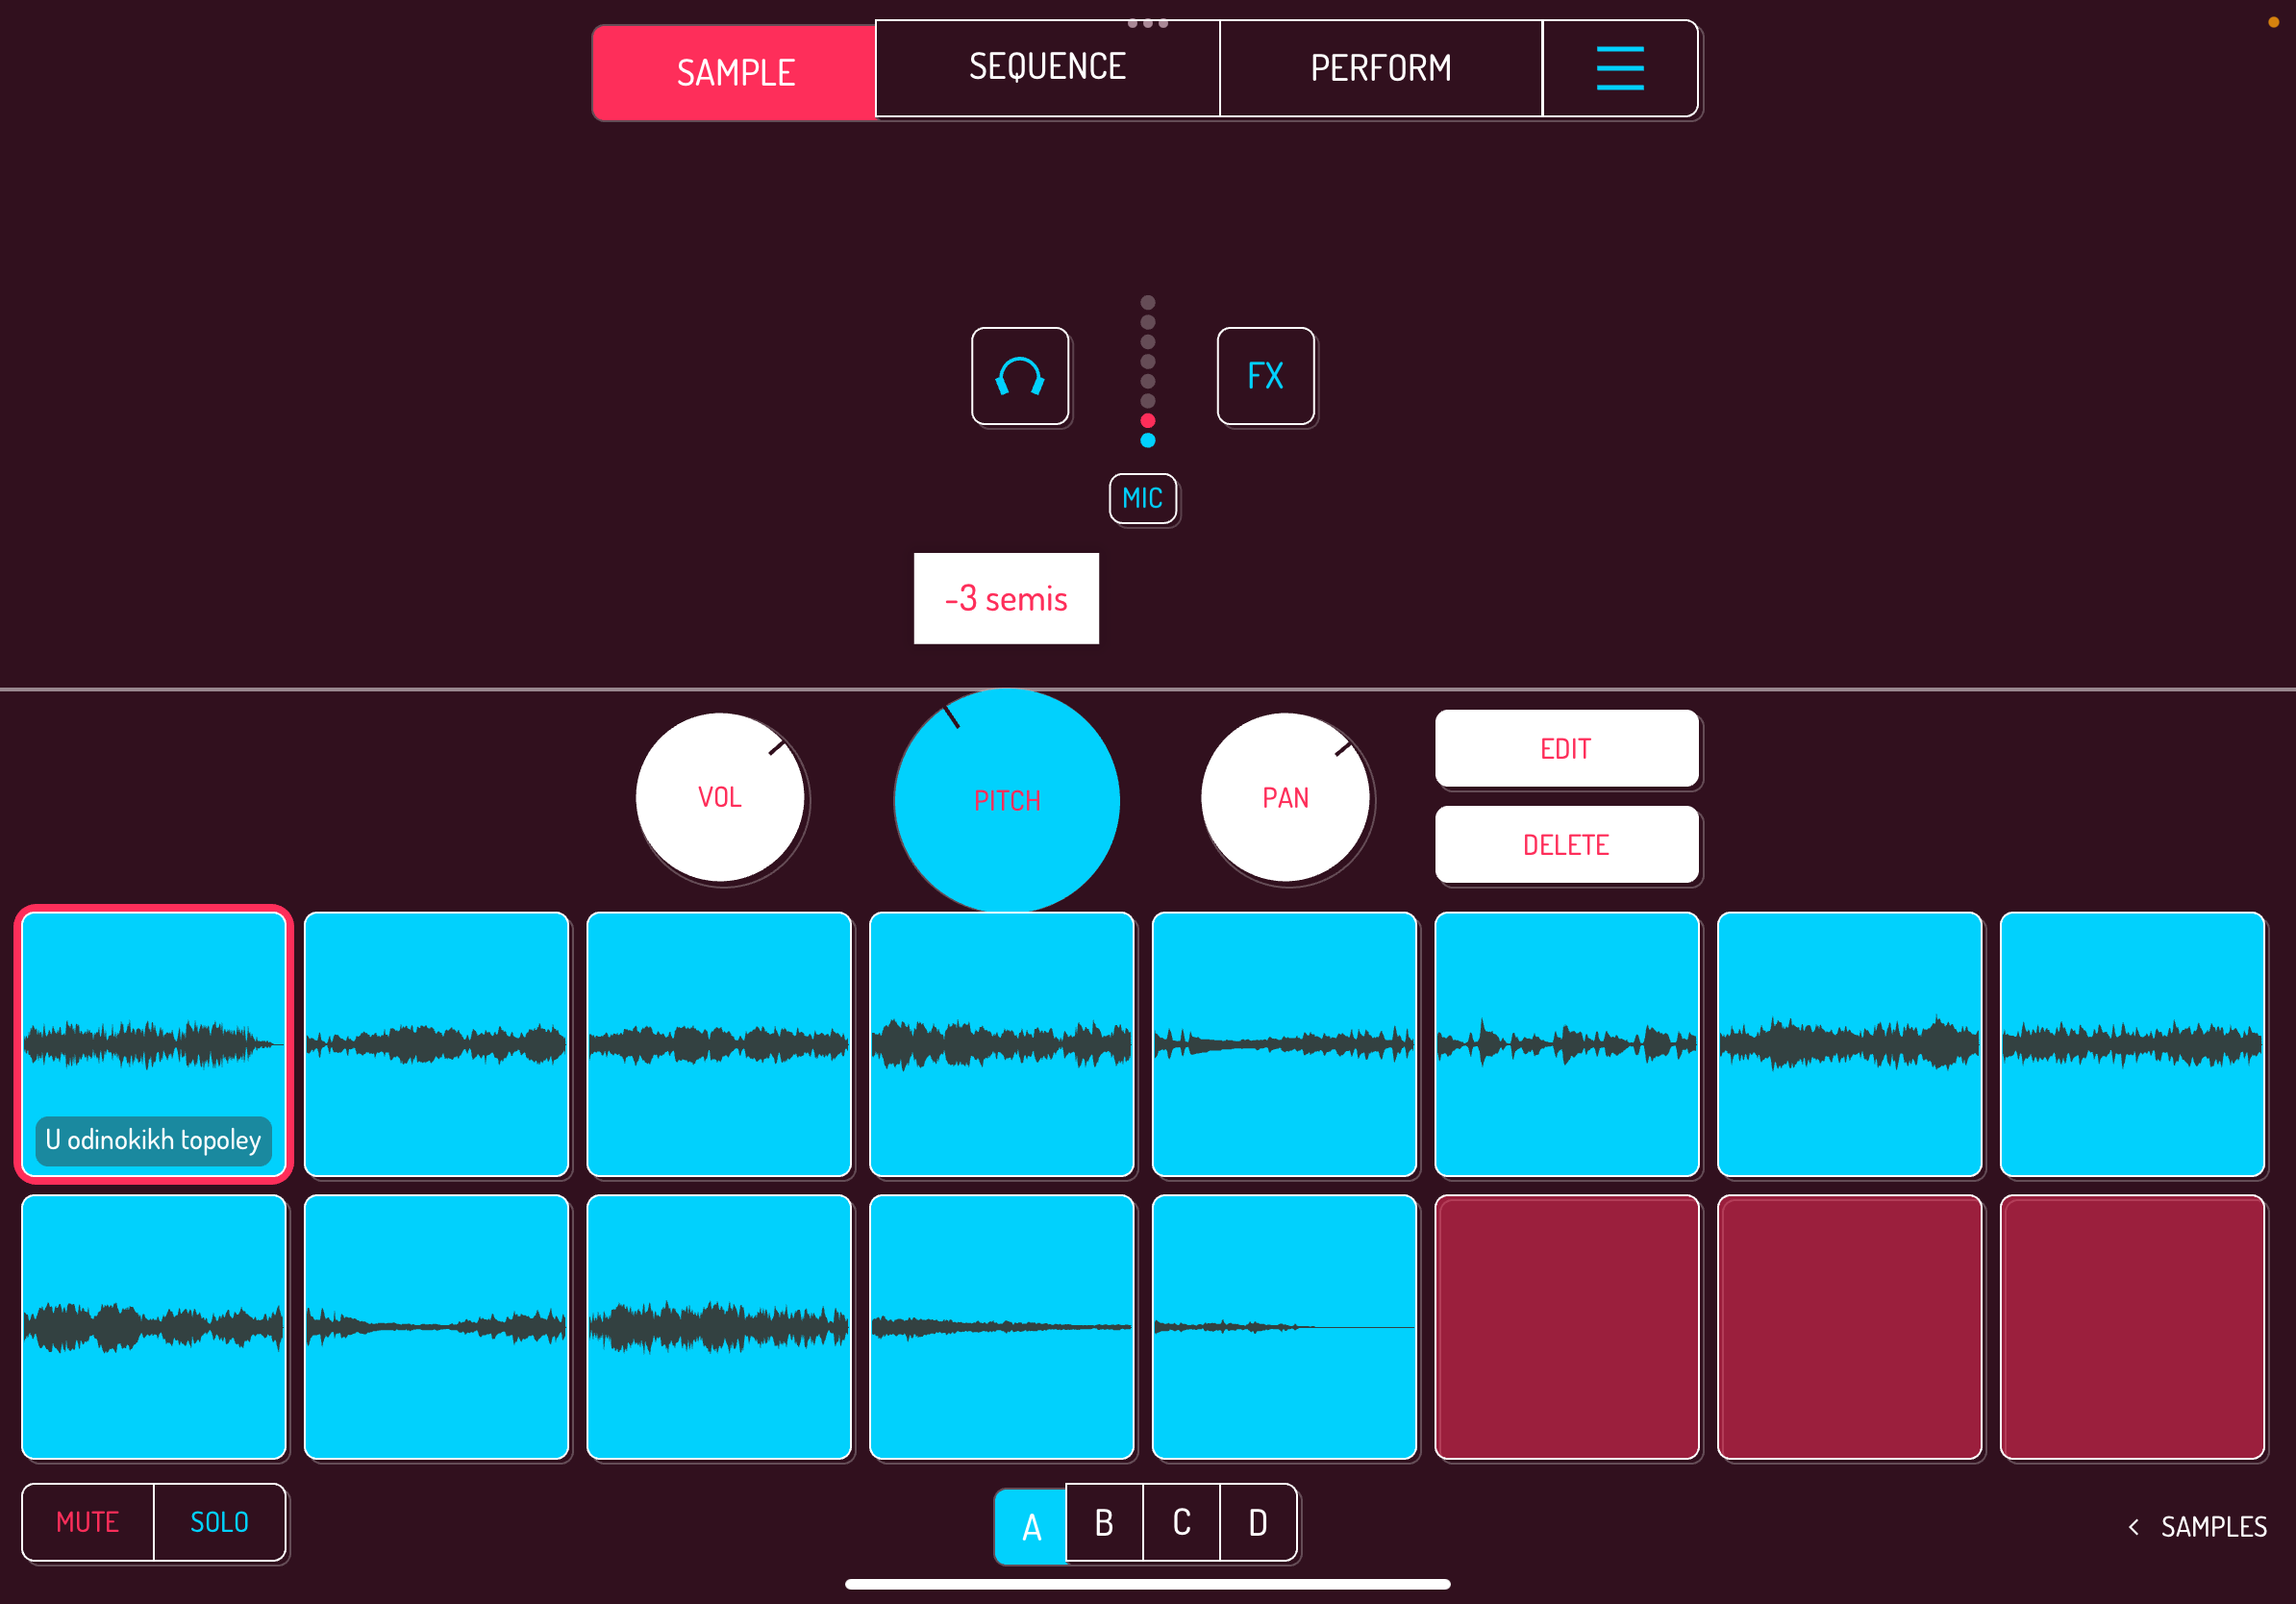 SAMPLE
SEQUENCE
PERFORM
FX
MIC
-3 semis
VOL
PITCH
PAN
EDIT
DELETE
U odinokikh topoley
MUTE
SOLO
A
B
C
D
< SAMPLES